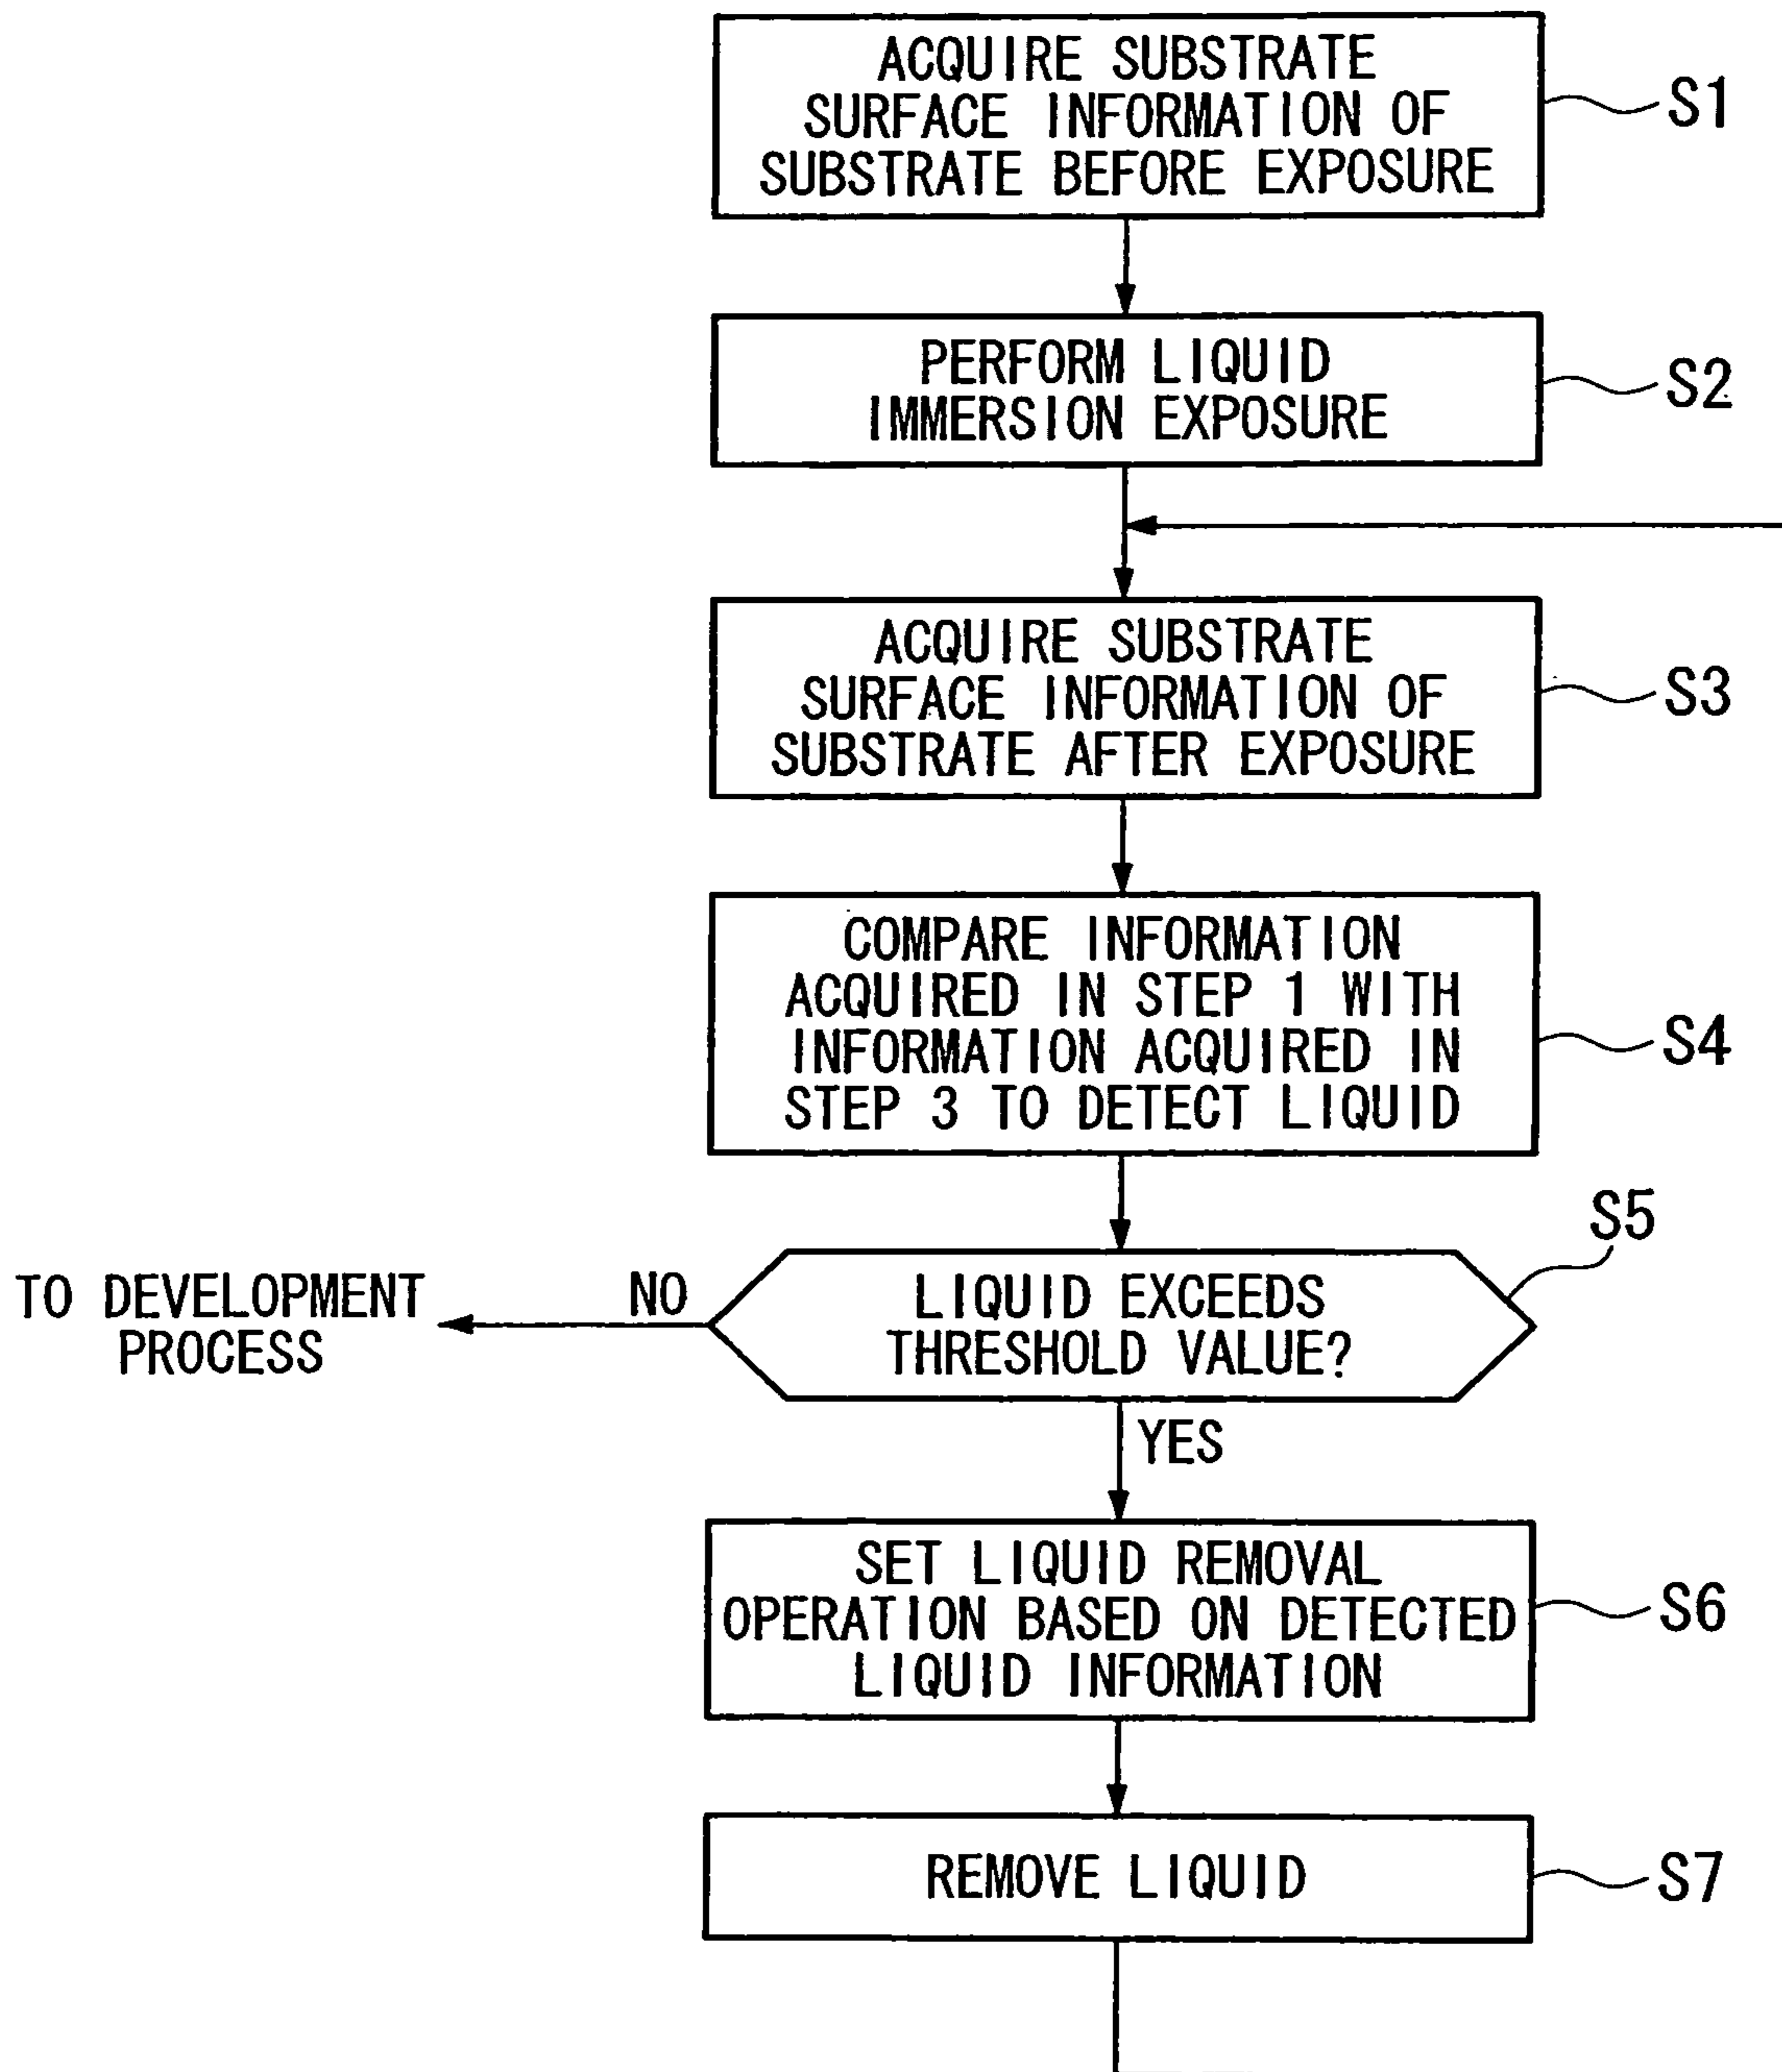 ACQUIRE SUBSTRATE
SURFACE INFORMATION OF
SUBSTRATE BEFORE EXPOSURE
S1
PERFORM LIQUID
IMMERSION EXPOSURE
S2
ACQUIRE SUBSTRATE
SURFACE INFORMATION OF
SUBSTRATE AFTER EXPOSURE
S3
COMPARE INFORMATION
ACQUIRED IN STEP 1 WITH
INFORMATION ACQUIRED IN
STEP 3 TO DETECT LIQUID
S4
S5
TO DEVELOPMENT
PROCESS
NO
LIQUID EXCEEDS
THRESHOLD VALUE?
YES
SET LIQUID REMOVAL
OPERATION BASED ON DETECTED
LIQUID INFORMATION
S6
REMOVE LIQUID
S7